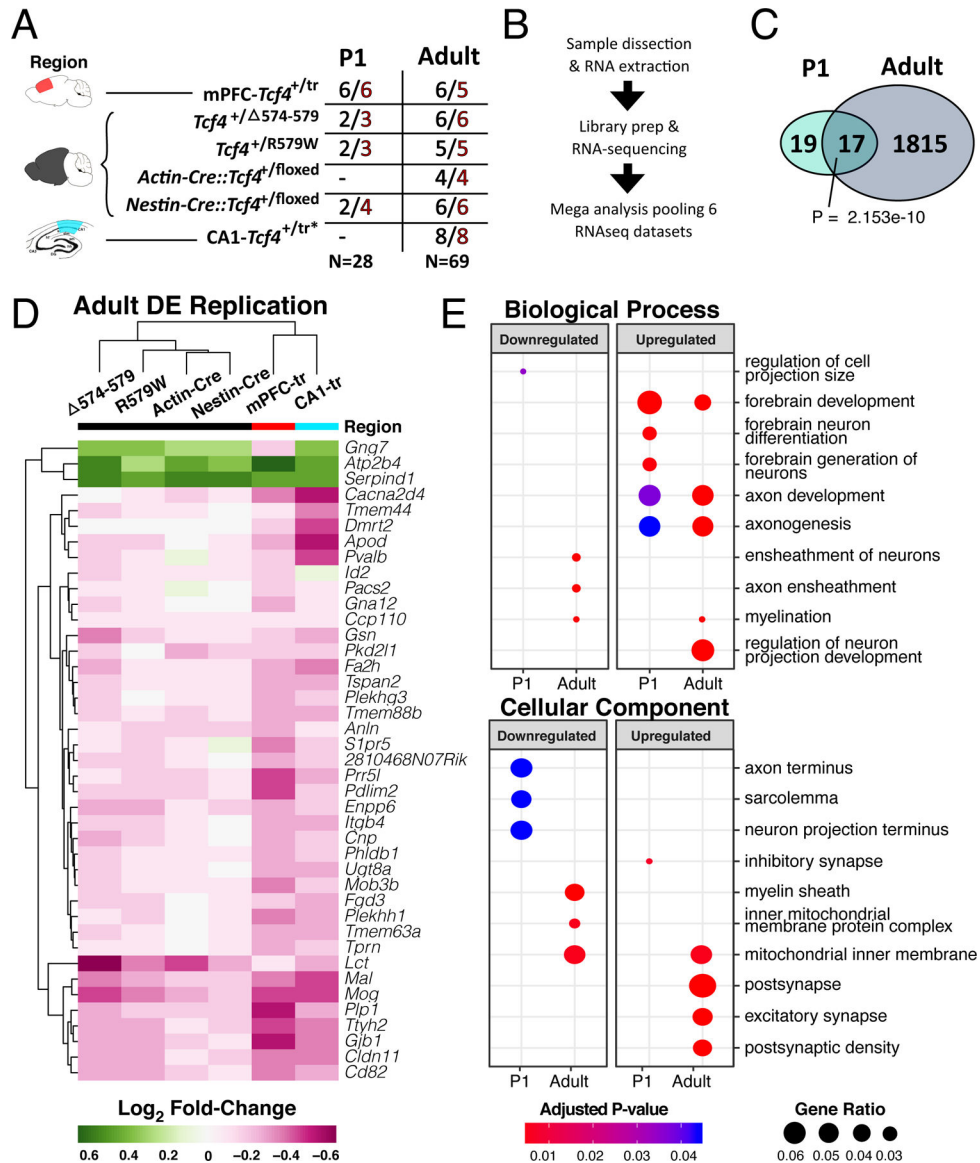 A
Region
P1 Adult
mPFC-Tcf4+/tr 6/6 6/5
Tcf4+/Δ574-579 2/3 6/6
Tcf4+/R579W 2/3 5/5
Actin-Cre::Tcf4+/floxed - 4/4
Nestin-Cre::Tcf4+/floxed 2/4 6/6
CA1-Tcf4+/tr* - 8/8
N=28 N=69
B
Sample dissection
& RNA extraction
Library prep &
RNA-sequencing
Mega analysis pooling 6
RNAseq datasets
C
P1 Adult
19 17 1815
P = 2.153e-10
D
Adult DE Replication
Δ574-579
R579W
Actin-Cre
Nestin-Cre
mPFC-tr
CA1-tr
Region
Gng7
Atp2b4
Serpind1
Cacna2d4
Tmem44
Dmrt2
Apod
Pvalb
Id2
Pacs2
Gna12
Ccp110
Gsn
Pkd2l1
Fa2h
Tspan2
Plekhg3
Tmem88b
Anln
S1pr5
2810468N07Rik
Prr5l
Pdlim2
Enpp6
Itgb4
Cnp
Phldb1
Ugt8a
Mob3b
Fgd3
Plekhh1
Tmem63a
Tprn
Lct
Mal
Mog
Plp1
Ttyh2
Gjb1
Cldn11
Cd82
Log2 Fold-Change
0.6 0.4 0.2 0 -0.2 -0.4 -0.6
E
Biological Process
Downregulated Upregulated
regulation of cell
projection size
forebrain development
forebrain neuron
differentiation
forebrain generation of
neurons
axon development
axonogenesis
ensheathment of neurons
axon ensheathment
myelination
regulation of neuron
projection development
P1 Adult P1 Adult
Cellular Component
Downregulated Upregulated
axon terminus
sarcolemma
neuron projection terminus
inhibitory synapse
myelin sheath
inner mitochondrial
membrane protein complex
mitochondrial inner membrane
postsynapse
excitatory synapse
postsynaptic density
P1 Adult P1 Adult
Adjusted P-value
0.01 0.02 0.03 0.04
Gene Ratio
0.06 0.05 0.04 0.03